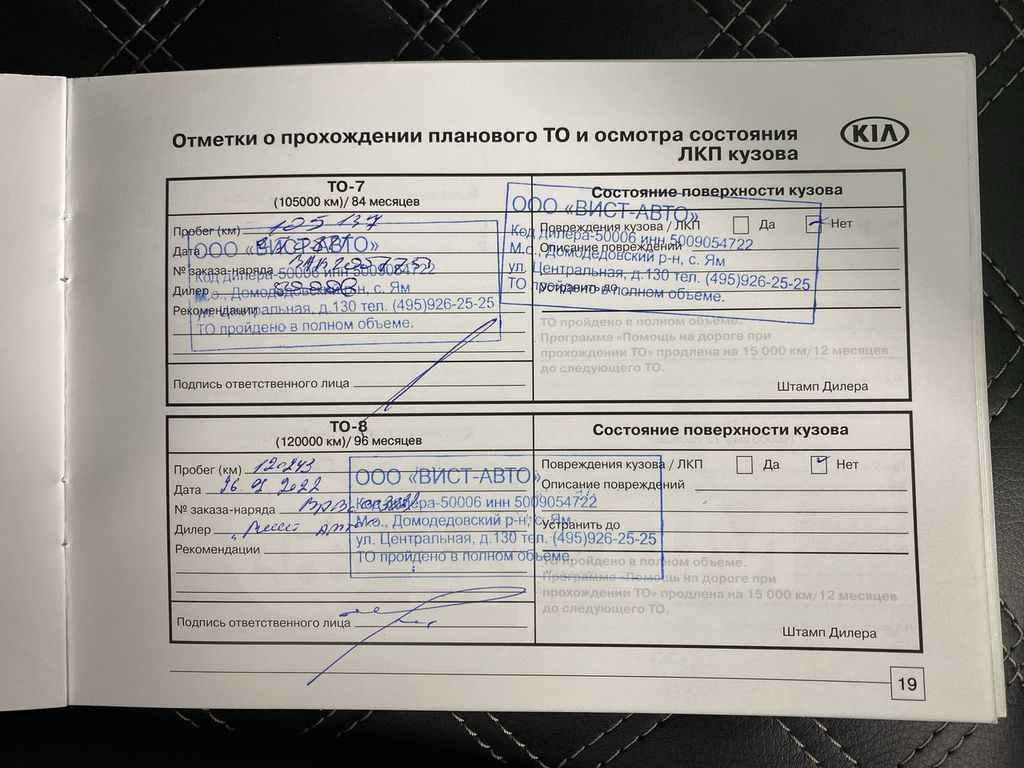 Отметки о прохождении планового ТО и осмотра состояния
ЛКП кузова
KIA
ТО-7
(105000 км)/ 84 месяцев
Пробег (км) 105 137
Дата
№ заказа-наряда
Дилер
Рекомендации
ООО «ВИСТ-АВТО»
Код дилера-50006 инн 5009054722
М.о., Домодедовский р-н, с. Ям
ул. Центральная, д.130 тел. (495)926-25-25
ТО пройдено в полном объеме.
Подпись ответственного лица
Состояние поверхности кузова
Повреждения кузова / ЛКП Да Нет
Описание повреждений
Устранить до
ООО «ВИСТ-АВТО»
Код дилера-50006 инн 5009054722
М.о., Домодедовский р-н, с. Ям
ул. Центральная, д.130 тел. (495)926-25-25
ТО пройдено в полном объеме.
ТО пройдено в полном объеме.
Программа «Помощь на дороге при
прохождении ТО» продлена на 15 000 км/12 месяцев
до следующего ТО.
Штамп Дилера
ТО-8
(120000 км)/ 96 месяцев
Пробег (км) 120243
Дата
№ заказа-наряда
Дилер
Рекомендации
Подпись ответственного лица
ООО «ВИСТ-АВТО»
Код дилера-50006 инн 5009054722
М.о., Домодедовский р-н, с. Ям
ул. Центральная, д.130 тел. (495)926-25-25
ТО пройдено в полном объеме.
Состояние поверхности кузова
Повреждения кузова / ЛКП Да Нет
Описание повреждений
Устранить до
ТО пройдено в полном объеме.
Программа «Помощь на дороге при
прохождении ТО» продлена на 15 000 км/12 месяцев
до следующего ТО.
Штамп Дилера
19